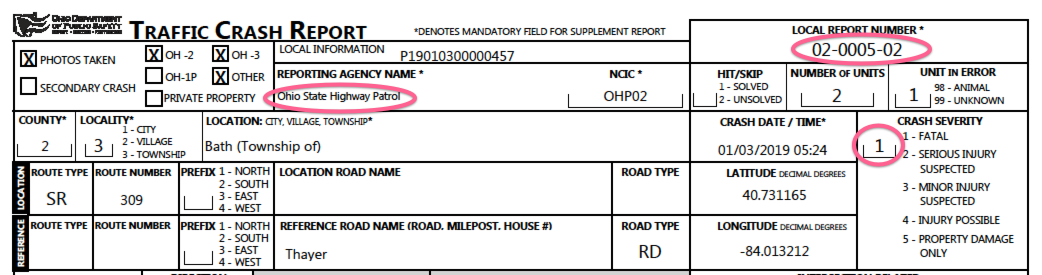 OHIO DEPARTMENT
OF PUBLIC SAFETY
TRAFFIC CRASH REPORT
*DENOTES MANDATORY FIELD FOR SUPPLEMENT REPORT
LOCAL REPORT NUMBER *
02-0005-02
X PHOTOS TAKEN
X OH -2 X OH -3
OH-1P X OTHER
SECONDARY CRASH
PRIVATE PROPERTY
LOCAL INFORMATION
P19010300000457
REPORTING AGENCY NAME * NCIC *
Ohio State Highway Patrol OHP02
HIT/SKIP
1 - SOLVED
2 - UNSOLVED
NUMBER OF UNITS
2
UNIT IN ERROR
98 - ANIMAL
1 99 - UNKNOWN
COUNTY*
2
LOCALITY*
1 - CITY
3 2 - VILLAGE
3 - TOWNSHIP
LOCATION: CITY, VILLAGE, TOWNSHIP*
Bath (Township of)
CRASH DATE / TIME*
01/03/2019 05:24
CRASH SEVERITY
1
1 - FATAL
2 - SERIOUS INJURY
SUSPECTED
3 - MINOR INJURY
SUSPECTED
4 - INJURY POSSIBLE
5 - PROPERTY DAMAGE
ONLY
LOCATION
ROUTE TYPE
SR
ROUTE NUMBER
309
PREFIX 1 - NORTH
2 - SOUTH
3 - EAST
4 - WEST
LOCATION ROAD NAME
ROAD TYPE
LATITUDE DECIMAL DEGREES
40.731165
REFERENCE
ROUTE TYPE
ROUTE NUMBER
PREFIX 1 - NORTH
2 - SOUTH
3 - EAST
4 - WEST
REFERENCE ROAD NAME (ROAD, MILEPOST, HOUSE #)
Thayer
ROAD TYPE
RD
LONGITUDE DECIMAL DEGREES
-84.013212